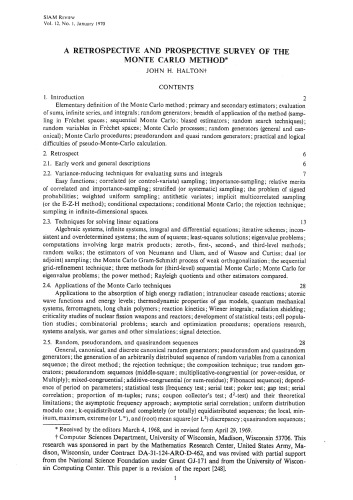 SIAM REVIEW
Vol. 12, No. 1, January 1970
A RETROSPECTIVE AND PROSPECTIVE SURVEY OF THE
MONTE CARLO METHOD*
JOHN H. HALTON†
CONTENTS
1. Introduction 2
Elementary definition of the Monte Carlo method; primary and secondary estimators; evaluation
of sums, infinite series, and integrals; random generators; breadth of application of the method (samp-
ling in Fréchet spaces; sequential Monte Carlo; biased estimators; random search techniques);
random variables in Fréchet spaces; Monte Carlo processes; random generators (general and can-
onical); Monte Carlo procedures; pseudorandom and quasi random generators; practical and logical
difficulties of pseudo-Monte-Carlo calculation.
2. Retrospect 6
2.1. Early work and general descriptions 6
2.2. Variance-reducing techniques for evaluating sums and integrals 7
Easy functions; correlated (or control-variate) sampling; importance-sampling; relative merits
of correlated and importance-sampling; stratified (or systematic) sampling; the problem of signed
probabilities; weighted uniform sampling; antithetic variates; implicit multicorrelated sampling
(or the E-Z-H method); conditional expectations; conditional Monte Carlo; the rejection technique;
sampling in infinite-dimensional spaces.
2.3. Techniques for solving linear equations 17
Algebraic systems, infinite systems, integral and differential equations; iterative schemes; incon-
sistent and overdetermined systems; the sum of squares; least-squares solutions; eigenvalue problems;
computations involving large matrix products; zeroth-, first-, second-, and third-level methods;
random walks; the estimators of von Neumann and Ulam, and of Wasow and Curtiss; dual (or
adjoint) sampling; the Monte Carlo Gram-Schmidt process of weak orthogonalisation; the sequential
grid-refinement technique; three methods for (third-level) sequential Monte Carlo; Monte Carlo for
eigenvalue problems; the power method; Rayleigh quotients and other estimators compared.
2.4. Applications of the Monte Carlo techniques 28
Applications to the absorption of high energy radiation; intranuclear cascade reactions; atomic
wave functions and energy levels; thermodynamic properties of gas models, quantum mechanical
systems, ferromagnets, long chain polymers; reaction kinetics; Wiener integrals; radiation shielding;
criticality studies of nuclear fission weapons and reactors; development of statistical tests; cell popula-
tion studies; combinatorial problems; search and optimization procedures; operations research,
systems analysis, war games and other simulations; signal detection.
2.5. Random, pseudorandom, and quasirandom sequences 28
General, canonical, and discrete canonical random generators; pseudorandom and quasirandom
generators; the generation of an arbitrarily distributed sequence of random variables from a canonical
sequence; the direct method; the rejection technique; the composition technique; true random gen-
erators; pseudorandom sequences (middle-square; multiplicative-congruential (or power-residue, or
Multiply); mixed-congruential; additive-congruential (or sum-residue); Fibonacci sequence); depend-
ence of period on parameters; statistical tests (frequency test; serial test; poker test; gap test; serial
correlation; proportion of m-tuples; runs; coupon collector's test; d²-test) and their theoretical
limitations; the asymptotic frequency approach; asymptotic serial correlation; uniform distribution
modulo one; k-equidistributed and completely (or totally) equidistributed sequences; the local, min-
imum, maximum, extreme (or L∞), and (root) mean square (or L²) discrepancy; quasirandom sequences;
* Received by the editors March 4, 1968, and in revised form April 29, 1969.
† Computer Sciences Department, University of Wisconsin, Madison, Wisconsin 53706. This
research was sponsored in part by the Mathematics Research Center, United States Army, Ma-
dison, Wisconsin, under Contract DA-31-124-ARO-D-462, and was revised with partial support
from the National Science Foundation under Grant GJ-171 and from the University of Wiscon-
sin Computing Center. This paper is a revision of the report [248].
1